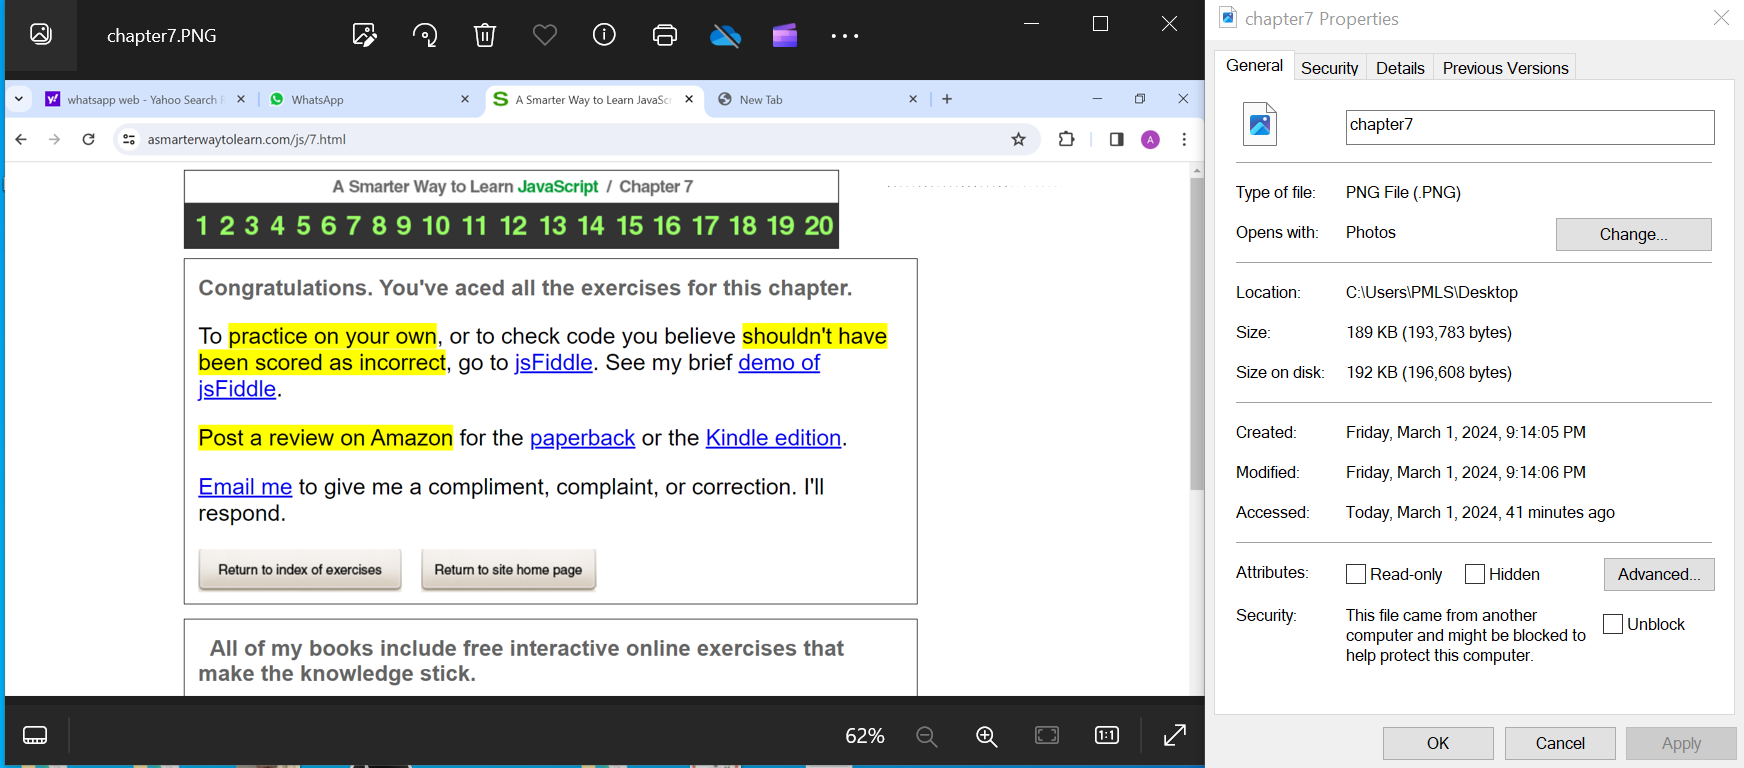 chapter7.PNG
whatsapp web - Yahoo Search
WhatsApp
A Smarter Way to Learn JavaSc
New Tab
asmarterwaytolearn.com/js/7.html
A
A Smarter Way to Learn JavaScript / Chapter 7
1 2 3 4 5 6 7 8 9 10 11 12 13 14 15 16 17 18 19 20
Congratulations. You've aced all the exercises for this chapter.
To practice on your own, or to check code you believe shouldn't have
been scored as incorrect, go to jsFiddle. See my brief demo of
jsFiddle.
Post a review on Amazon for the paperback or the Kindle edition.
Email me to give me a compliment, complaint, or correction. I'll
respond.
Return to index of exercises
Return to site home page
All of my books include free interactive online exercises that
make the knowledge stick.
62%
1:1
chapter7 Properties
General Security Details Previous Versions
chapter7
Type of file: PNG File (.PNG)
Opens with: Photos Change...
Location: C:\Users\PMLS\Desktop
Size: 189 KB (193,783 bytes)
Size on disk: 192 KB (196,608 bytes)
Created: Friday, March 1, 2024, 9:14:05 PM
Modified: Friday, March 1, 2024, 9:14:06 PM
Accessed: Today, March 1, 2024, 41 minutes ago
Attributes: Read-only Hidden Advanced...
Security: This file came from another
computer and might be blocked to
help protect this computer.
Unblock
OK Cancel Apply